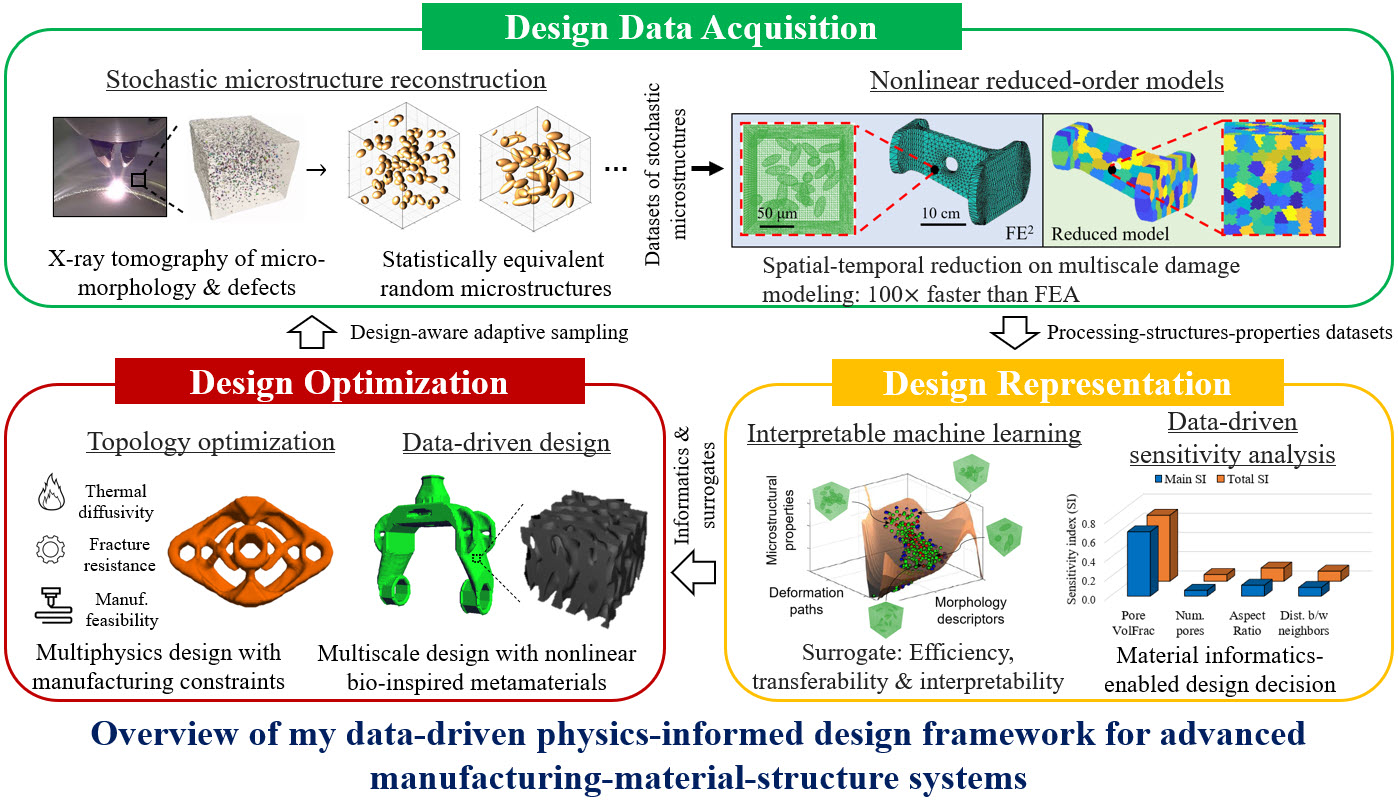 Design Data Acquisition
Stochastic microstructure reconstruction
X-ray tomography of micro-
morphology & defects
→
Statistically equivalent
random microstructures
...
Datasets of stochastic
microstructures
Nonlinear reduced-order models
50 μm
10 cm
FE²
Reduced model
Spatial-temporal reduction on multiscale damage
modeling: 100× faster than FEA
Design-aware adaptive sampling
Processing-structures-properties datasets
Design Optimization
Topology optimization
Thermal
diffusivity
Fracture
resistance
Manuf.
feasibility
Multiphysics design with
manufacturing constraints
Data-driven design
Multiscale design with nonlinear
bio-inspired metamaterials
Informatics &
surrogates
Design Representation
Interpretable machine learning
Microstructural
properties
Deformation
paths
Morphology
descriptors
Surrogate: Efficiency,
transferability & interpretability
Data-driven
sensitivity analysis
Main SI
Total SI
Sensitivity index (SI)
0.8
0.6
0.4
0.2
0.0
Pore
VolFrac
Num.
pores
Aspect
Ratio
Dist. b/w
neighbors
Material informatics-
enabled design decision
Overview of my data-driven physics-informed design framework for advanced
manufacturing-material-structure systems